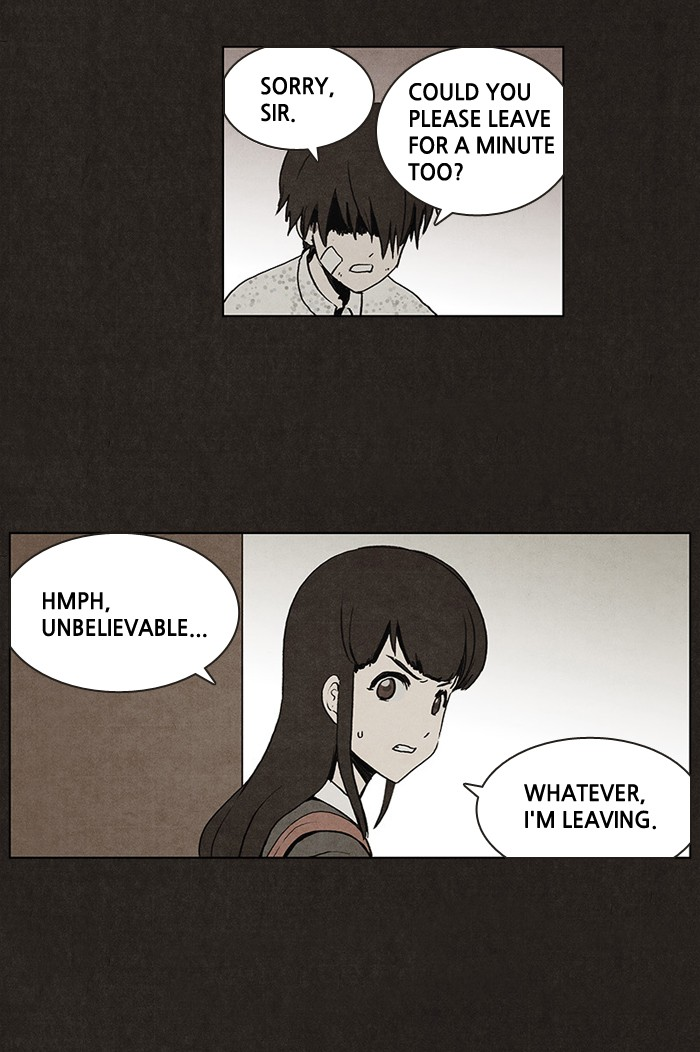 SORRY,
SIR.
COULD YOU
PLEASE LEAVE
FOR A MINUTE
TOO?
HMPH,
UNBELIEVABLE...
WHATEVER,
I'M LEAVING.